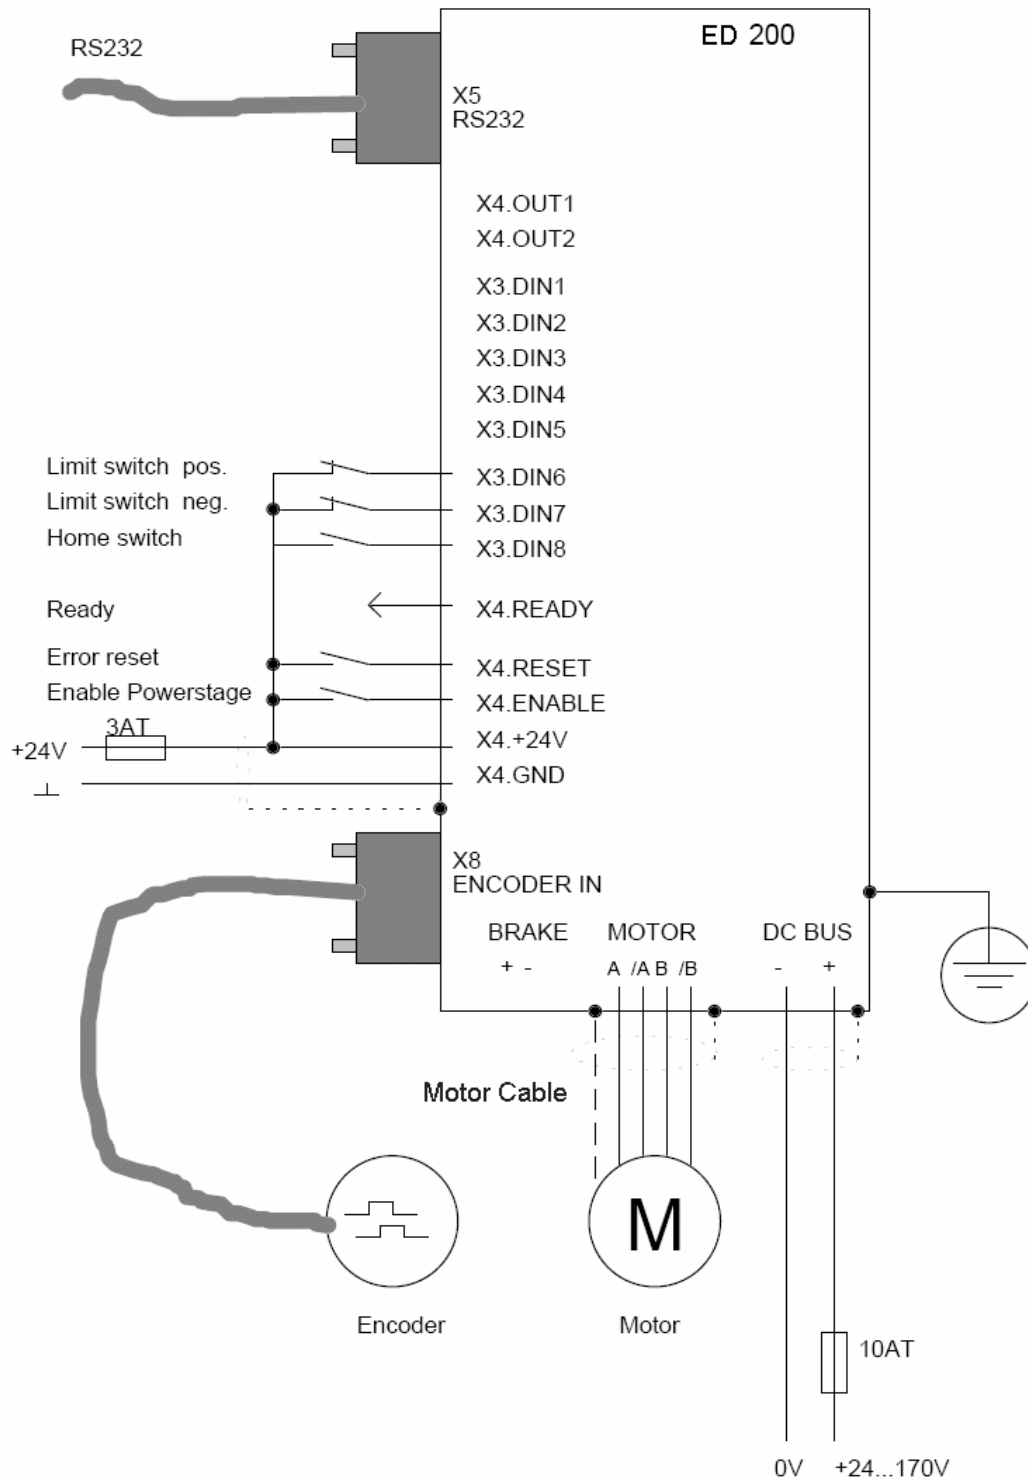 ED 200
RS232
X5
RS232
X4.OUT1
X4.OUT2
X3.DIN1
X3.DIN2
X3.DIN3
X3.DIN4
X3.DIN5
Limit switch pos.
X3.DIN6
Limit switch neg.
X3.DIN7
Home switch
X3.DIN8
Ready
X4.READY
Error reset
X4.RESET
Enable Powerstage
X4.ENABLE
3AT
+24V
X4.+24V
X4.GND
X8
ENCODER IN
BRAKE MOTOR DC BUS
+ - A /A B /B - +
Motor Cable
M
Encoder
Motor
10AT
0V +24...170V